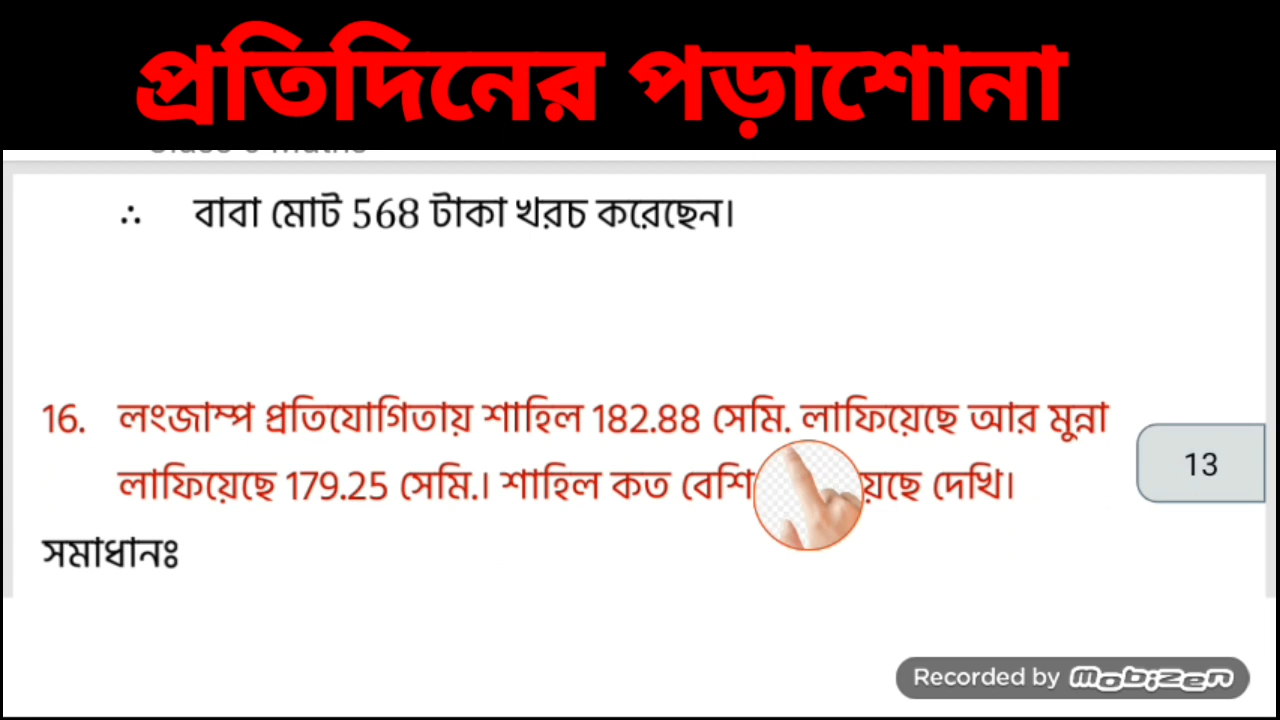 প্রতিদিনের পড়াশোনা
∴ বাবা মোট 568 টাকা খরচ করেছেন।
16. লংজাম্প প্রতিযোগিতায় শাহিল 182.88 সেমি. লাফিয়েছে আর মুন্না
লাফিয়েছে 179.25 সেমি.। শাহিল কত বেশি দেখি।
13
সমাধানঃ
Recorded by Mobizen